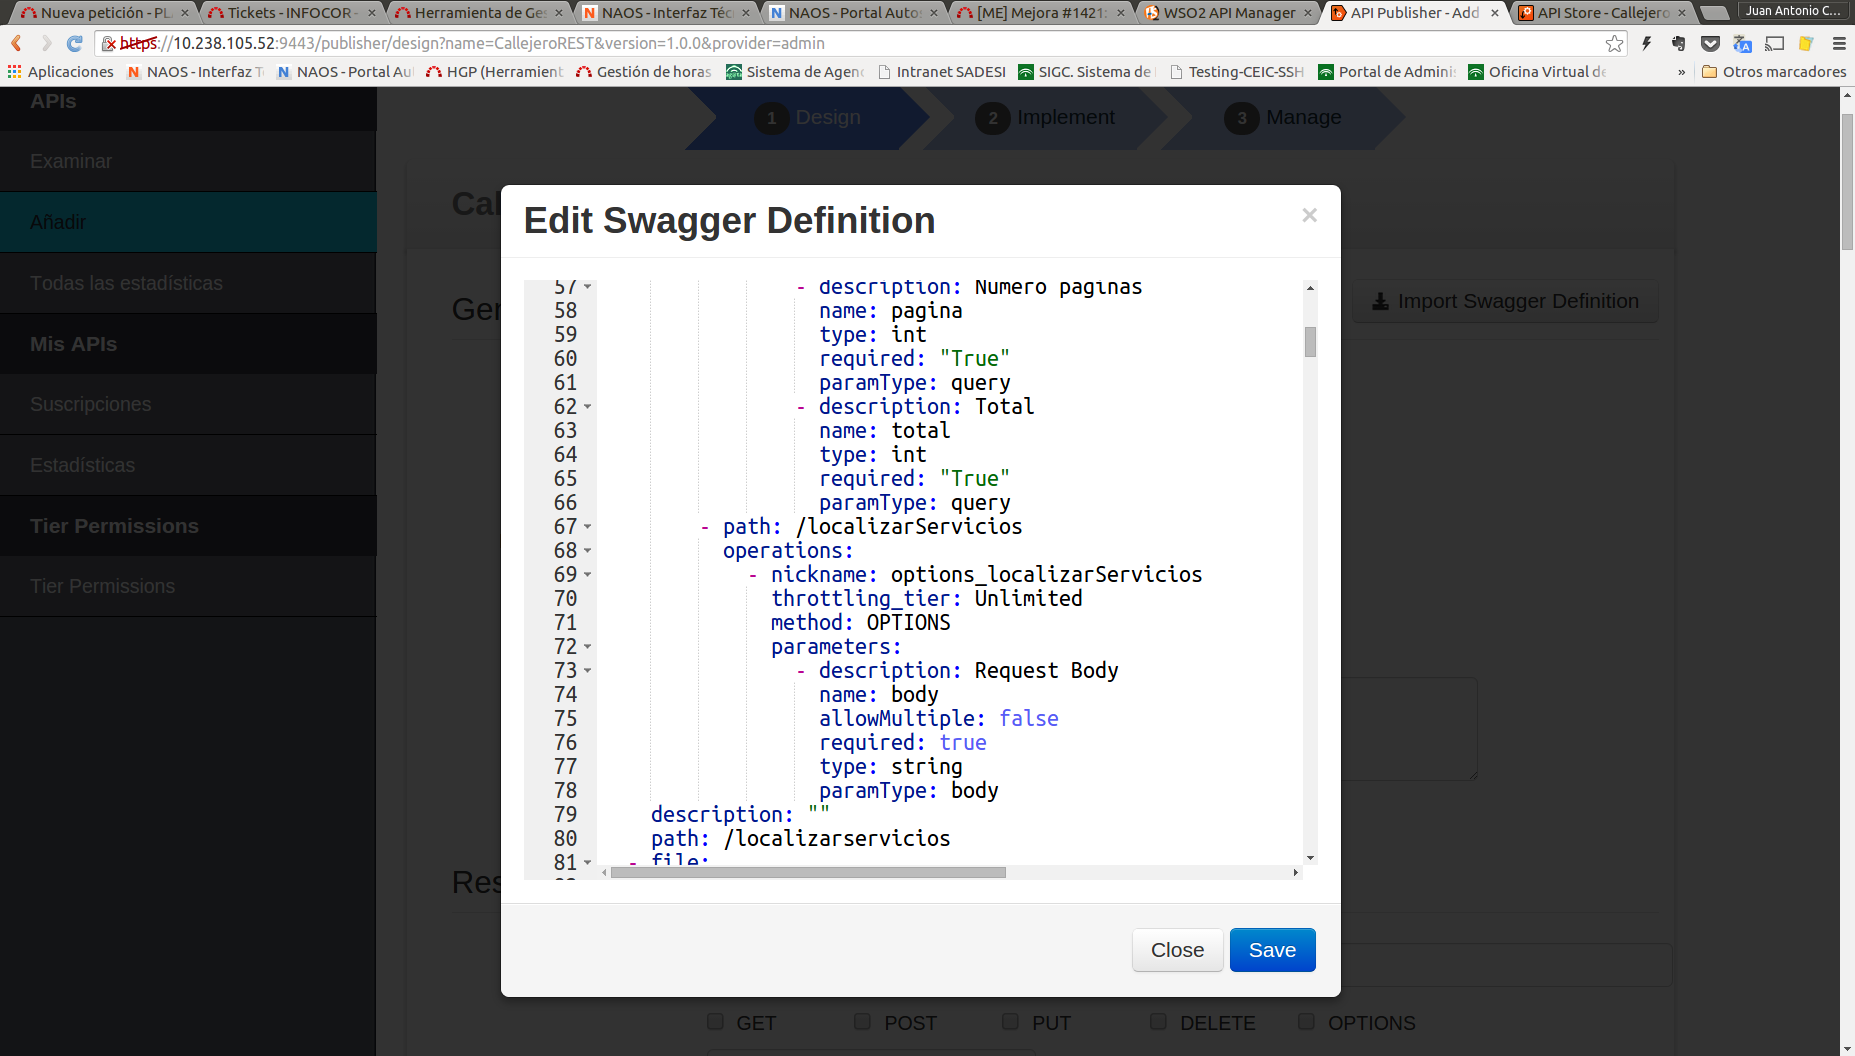 Nueva petición - PL
Tickets - INFOCOR -
Herramienta de Ges
NAOS - Interfaz Téc
NAOS - Portal Autos
[ME] Mejora #1421:
WSO2 API Manager
API Publisher - Add
API Store - Callejero
Juan Antonio C...
https://10.238.105.52:9443/publisher/design?name=CallejeroREST&version=1.0.0&provider=admin
Aplicaciones
NAOS - Interfaz T
NAOS - Portal Au
HGP (Herramient
Gestión de horas
Sistema de Agen
Intranet SADESI
SIGC. Sistema de
Testing-CEIC-SSH
Portal de Adminis
Oficina Virtual de
»
Otros marcadores
APIs
Examinar
Añadir
Todas las estadísticas
Mis APIs
Suscripciones
Estadísticas
Tier Permissions
Tier Permissions
1 Design
2 Implement
3 Manage
Cal
Ger
Import Swagger Definition
Edit Swagger Definition
×
57 - description: Numero paginas
58 name: pagina
59 type: int
60 required: "True"
61 paramType: query
62 - description: Total
63 name: total
64 type: int
65 required: "True"
66 paramType: query
67 - path: /localizarServicios
68 operations:
69 - nickname: options_localizarServicios
70 throttling_tier: Unlimited
71 method: OPTIONS
72 parameters:
73 - description: Request Body
74 name: body
75 allowMultiple: false
76 required: true
77 type: string
78 paramType: body
79 description: ""
80 path: /localizarservicios
81 - file:
Close
Save
Res
GET
POST
PUT
DELETE
OPTIONS